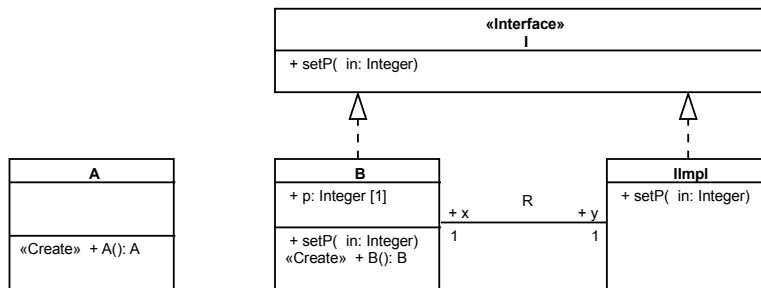 «Interface»
I
+ setP( in: Integer)
A
«Create» + A(): A
B
+ p: Integer [1]
+ setP( in: Integer)
«Create» + B(): B
+ x
R
+ y
1
1
IImpl
+ setP( in: Integer)